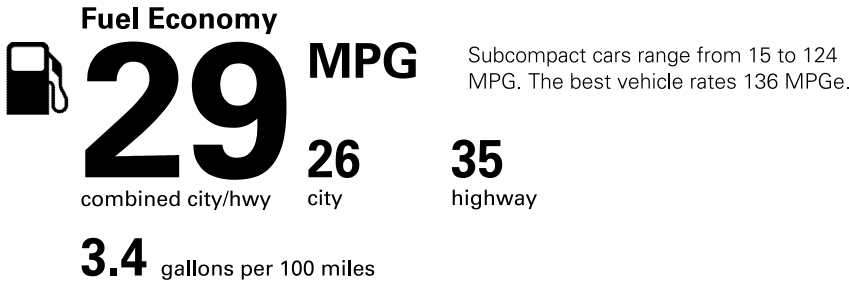 Fuel Economy
29 MPG
Subcompact cars range from 15 to 124
MPG. The best vehicle rates 136 MPGe.
26 35
combined city/hwy city highway
3.4 gallons per 100 miles